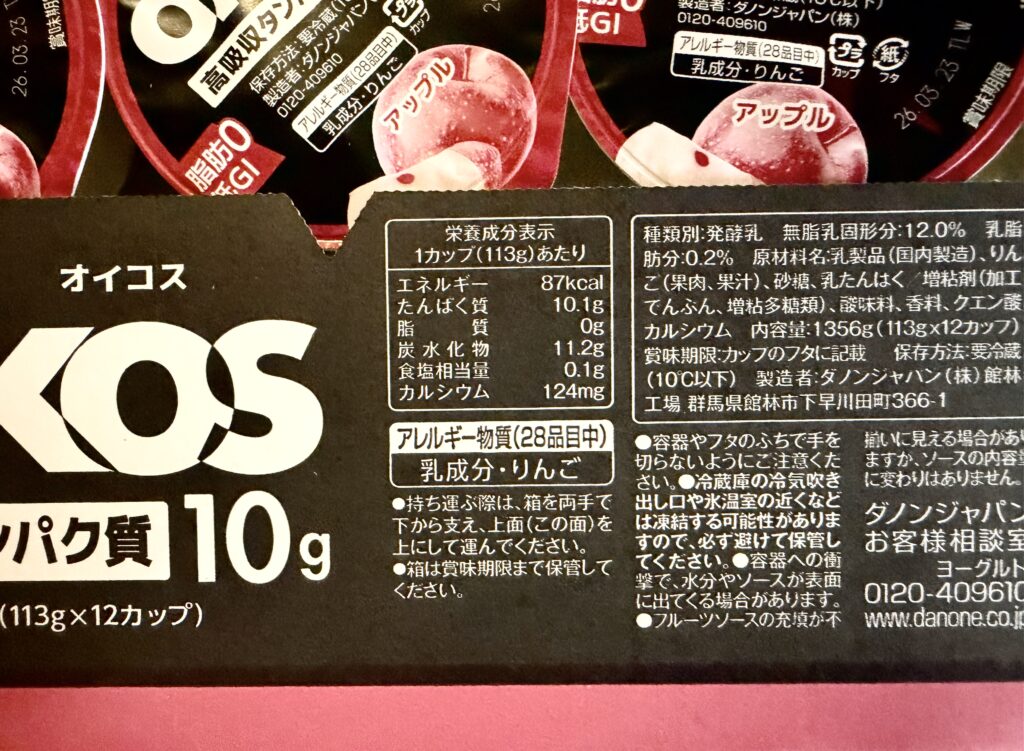 26.03.23
賞味期
脂肪0
高吸収タン
保存方法:要冷蔵(10
製造者:ダノンジャパン(株)
0120-409610
アレルギー物質(28品目中)
乳成分・りんご
カップ
アップル
脂肪0
低GI
製造者:ダノンジャパン(株)
0120-409610
アレルギー物質(28品目中)
乳成分・りんご
プラ
カップ
紙
フタ
アップル
26.03.23 TLW
賞味期限
オイコス
KOS
ンパク質 10g
(113g×12カップ)
栄養成分表示
1カップ(113g)あたり
エネルギー 87kcal
たんぱく質 10.1g
脂質 0g
炭水化物 11.2g
食塩相当量 0.1g
カルシウム 124mg
アレルギー物質(28品目中)
乳成分・りんご
●持ち運ぶ際は、箱を両手で
下から支え、上面(この面)を
上にして運んでください。
●箱は賞味期限まで保管して
ください。
種類別:発酵乳 無脂乳固形分:12.0% 乳脂
肪分:0.2% 原材料名:乳製品(国内製造)、りん
ご(果肉、果汁)、砂糖、乳たんぱく/増粘剤(加工
でんぷん、増粘多糖類)、酸味料、香料、クエン酸
カルシウム 内容量:1356g(113g×12カップ)
賞味期限:カップのフタに記載 保存方法:要冷蔵
(10℃以下) 製造者:ダノンジャパン(株)館林
工場 群馬県館林市下早川田町366-1
●容器やフタのふちで手を
切らないようにご注意くだ
さい。●冷蔵庫の冷気吹き
出し口や氷温室の近くなど
は凍結する可能性がありま
すので、必ず避けて保管し
てください。●容器への衝
撃で、水分やソースが表面
に出てくる場合があります。
●フルーツソースの充填が不
揃いに見える場合があり
ますが、ソースの内容量
に変わりはありません。
ダノンジャパン
お客様相談室
ヨーグルト
0120-409610
www.danone.co.jp